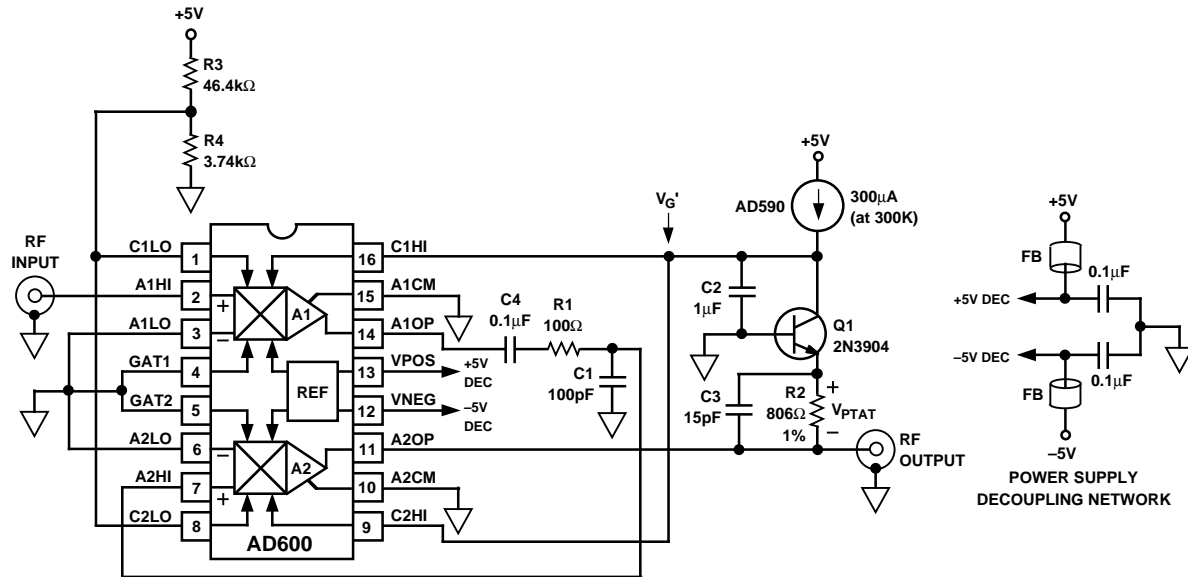 +5V
R3
46.4kΩ
R4
3.74kΩ
RF
INPUT
C1LO
1
A1HI
2
A1LO
3
GAT1
4
GAT2
5
A2LO
6
A2HI
7
C2LO
8
+
–
A1
REF
–
+
A2
AD600
16
C1HI
15
A1CM
14
A1OP
13
VPOS
+5V
DEC
12
VNEG
–5V
DEC
11
A2OP
10
A2CM
9
C2HI
C4
0.1µF
R1
100Ω
C1
100pF
VG'
+5V
AD590
300µA
(at 300K)
C2
1µF
Q1
2N3904
C3
15pF
R2
806Ω
1%
+
VPTAT
–
RF
OUTPUT
+5V
FB
0.1µF
+5V DEC
–5V DEC
0.1µF
FB
–5V
POWER SUPPLY
DECOUPLING NETWORK